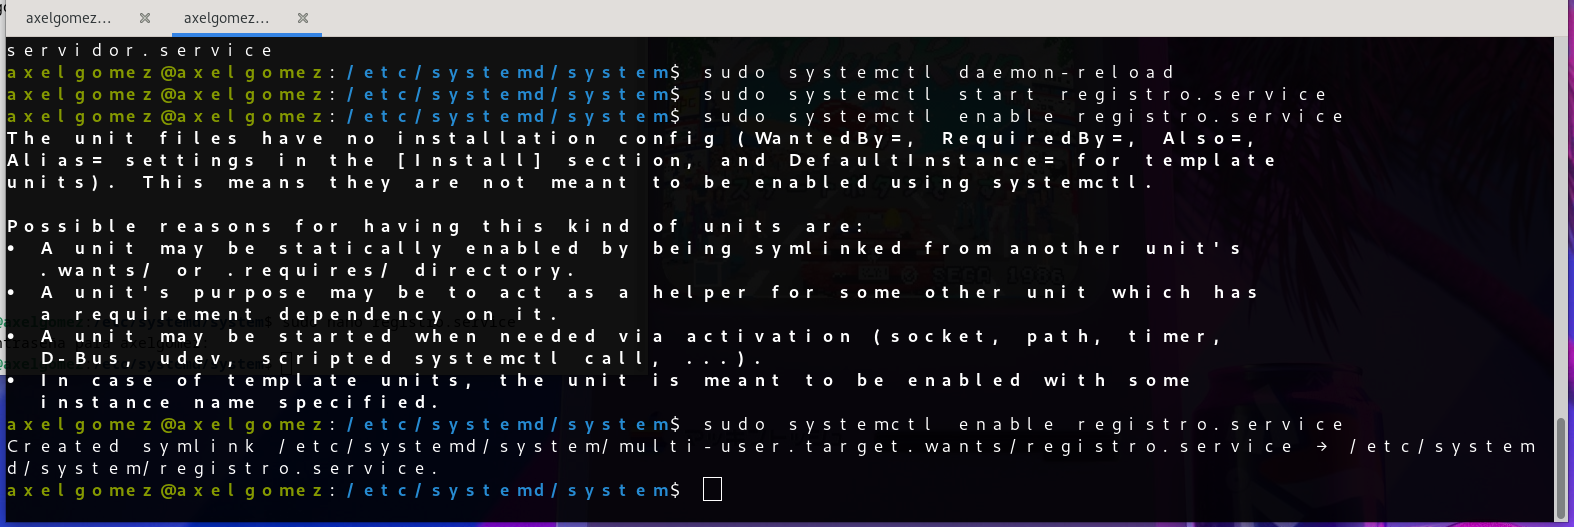 axelgomez...
axelgomez...
servidor.service
axelgomez@axelgomez:/etc/systemd/system$ sudo systemctl daemon-reload
axelgomez@axelgomez:/etc/systemd/system$ sudo systemctl start registro.service
axelgomez@axelgomez:/etc/systemd/system$ sudo systemctl enable registro.service
The unit files have no installation config (WantedBy=, RequiredBy=, Also=,
Alias= settings in the [Install] section, and DefaultInstance= for template
units). This means they are not meant to be enabled using systemctl.
Possible reasons for having this kind of units are:
• A unit may be statically enabled by being symlinked from another unit's
.wants/ or .requires/ directory.
• A unit's purpose may be to act as a helper for some other unit which has
a requirement dependency on it.
• A unit may be started when needed via activation (socket, path, timer,
D-Bus, udev, scripted systemctl call, ...).
• In case of template units, the unit is meant to be enabled with some
instance name specified.
axelgomez@axelgomez:/etc/systemd/system$ sudo systemctl enable registro.service
Created symlink /etc/systemd/system/multi-user.target.wants/registro.service → /etc/system
d/system/registro.service.
axelgomez@axelgomez:/etc/systemd/system$